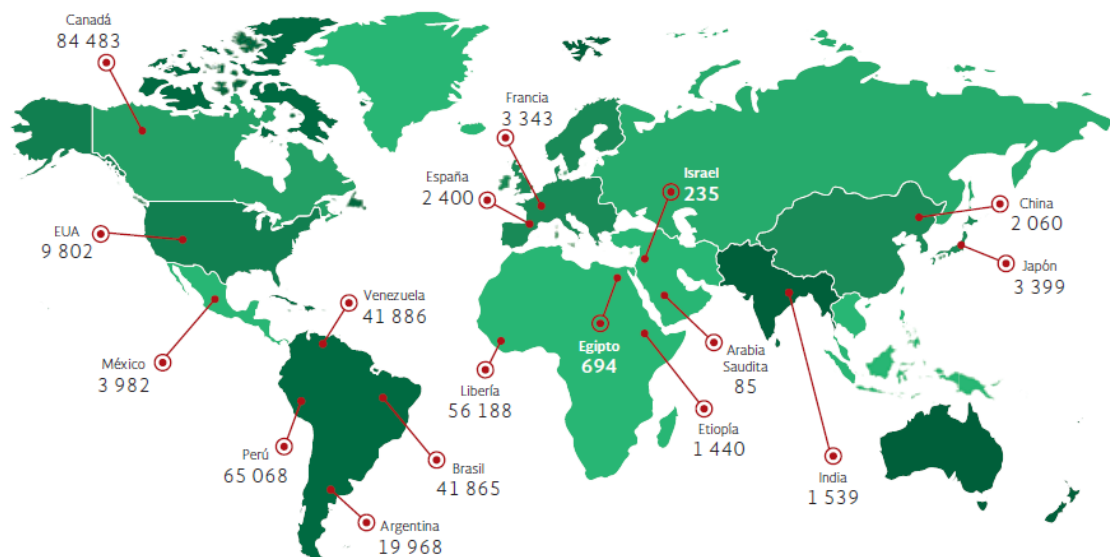 Canadá
84 483
Francia
3 343
España
2 400
Israel
235
China
2 060
EUA
9 802
Japón
3 399
Venezuela
41 886
México
3 982
Egipto
694
Arabia
Saudita
85
Liberia
56 188
Etiopía
1 440
Perú
65 068
Brasil
41 865
India
1 539
Argentina
19 968